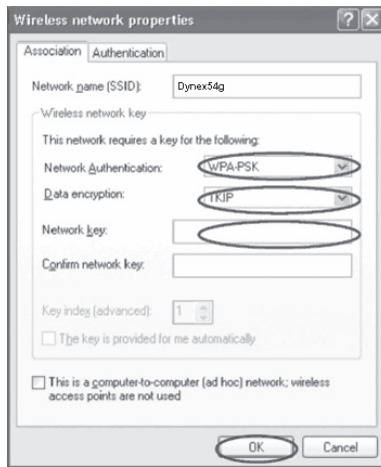 Wireless network properties
Association
Authentication
Network name (SSID):
Dynex54g
Wireless network key
This network requires a key for the following:
Network Authentication:
WPA-PSK
Data encryption:
TKIP
Network key:
Confirm network key:
Key index (advanced):
1
The key is provided for me automatically
This is a computer-to-computer (ad hoc) network; wireless
access points are not used
OK
Cancel